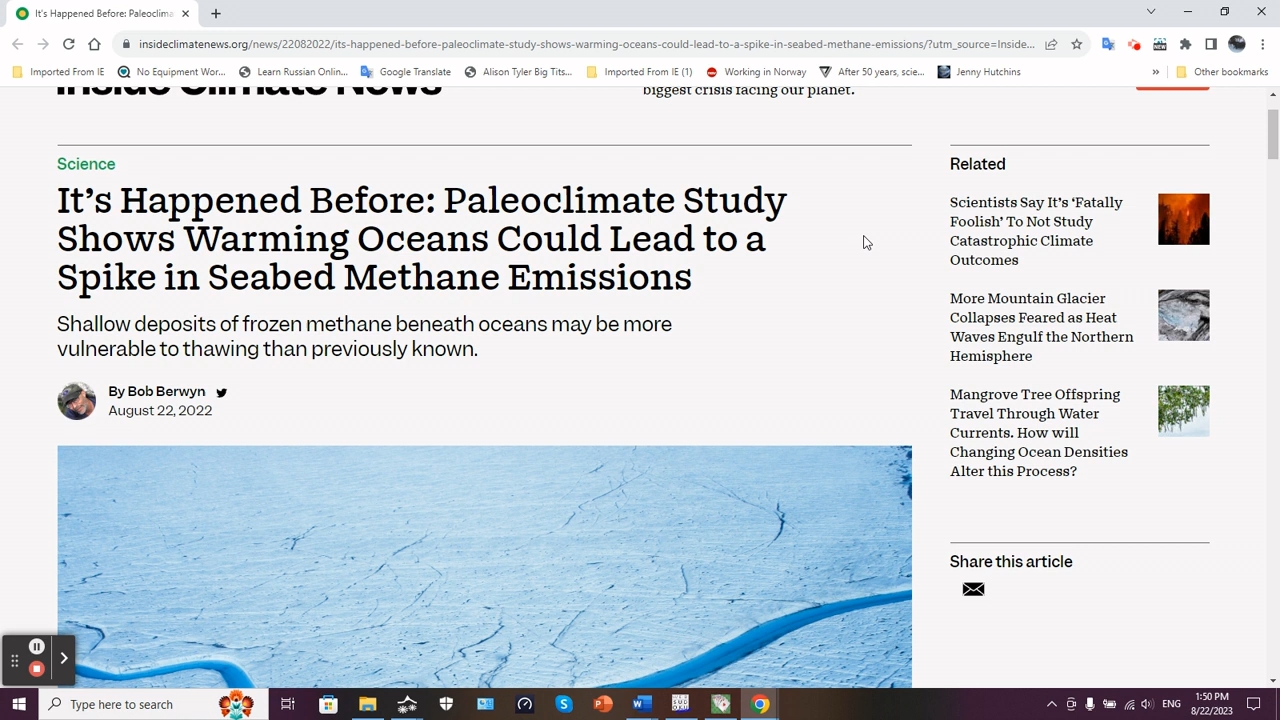 It's Happened Before: Paleoclima
insideclimatenews.org/news/22082022/its-happened-before-paleoclimate-study-shows-warming-oceans-could-lead-to-a-spike-in-seabed-methane-emissions/?utm_source=Inside...
Imported From IE
No Equipment Wor...
Learn Russian Online...
Google Translate
Alison Tyler Big Tits...
Imported From IE (1)
Working in Norway
After 50 years, scie...
Jenny Hutchins
»
Other bookmarks
Inside Climate News
biggest crisis facing our planet.
Science
It's Happened Before: Paleoclimate Study
Shows Warming Oceans Could Lead to a
Spike in Seabed Methane Emissions
Shallow deposits of frozen methane beneath oceans may be more
vulnerable to thawing than previously known.
By Bob Berwyn
August 22, 2022
Related
Scientists Say It's 'Fatally
Foolish' To Not Study
Catastrophic Climate
Outcomes
More Mountain Glacier
Collapses Feared as Heat
Waves Engulf the Northern
Hemisphere
Mangrove Tree Offspring
Travel Through Water
Currents. How will
Changing Ocean Densities
Alter this Process?
Share this article
Type here to search
ENG
1:50 PM
8/22/2023